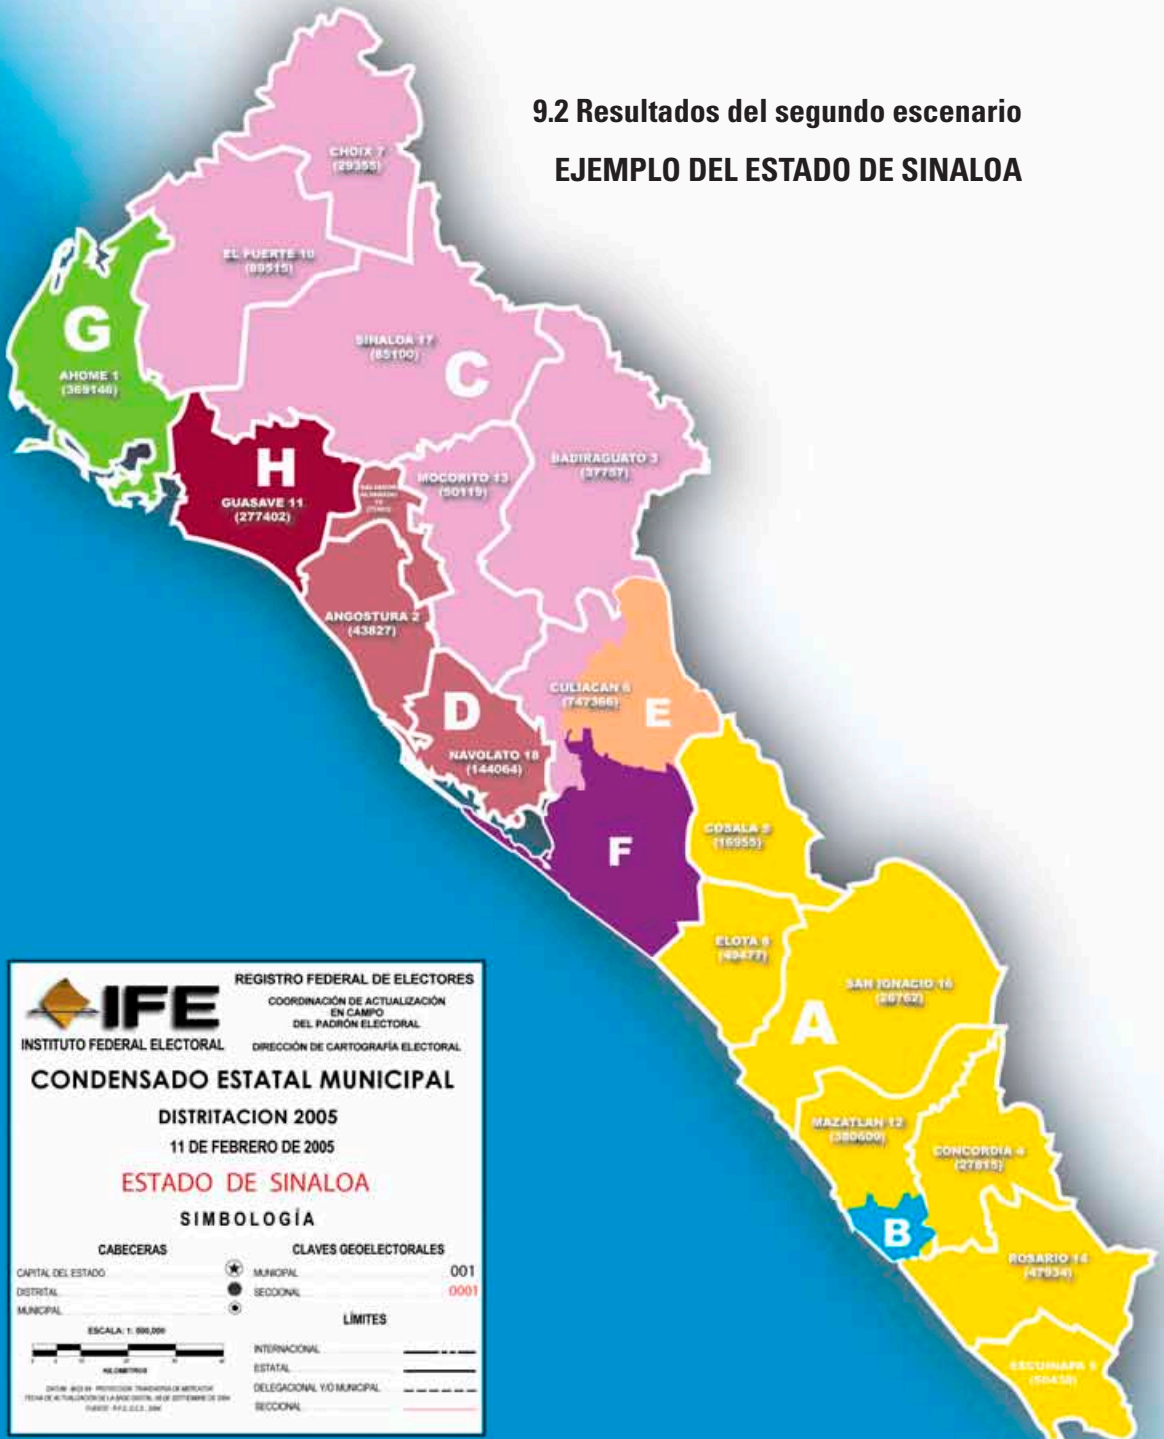 9.2 Resultados del segundo escenario
EJEMPLO DEL ESTADO DE SINALOA
CHOIX 7
(29355)
EL FUERTE 10
(89515)
G
AHOME 1
(369146)
SINALOA 17
(85100)
C
H
GUASAVE 11
(277402)
MOCORITO 13
(50119)
BADIRAGUATO 3
(37757)
ANGOSTURA 2
(43827)
D
NAVOLATO 18
(144064)
CULIACAN 6
(747366)
E
F
COSALA 5
(16955)
ELOTA 8
(49477)
SAN IGNACIO 16
(26762)
A
MAZATLAN 12
(380609)
CONCORDIA 4
(27815)
B
ROSARIO 14
(47934)
ESCUINAPA 9
(50438)
IFE
INSTITUTO FEDERAL ELECTORAL
REGISTRO FEDERAL DE ELECTORES
COORDINACIÓN DE ACTUALIZACIÓN
EN CAMPO
DEL PADRÓN ELECTORAL
DIRECCIÓN DE CARTOGRAFÍA ELECTORAL
CONDENSADO ESTATAL MUNICIPAL
DISTRITACION 2005
11 DE FEBRERO DE 2005
ESTADO DE SINALOA
SIMBOLOGÍA
CABECERAS
CAPITAL DEL ESTADO
DISTRITAL
MUNICIPAL
ESCALA: 1: 500,000
KILOMETROS
CLAVES GEOELECTORALES
MUNICIPAL 001
SECCIONAL 0001
LÍMITES
INTERNACIONAL
ESTATAL
DELEGACIONAL Y/O MUNICIPAL
SECCIONAL